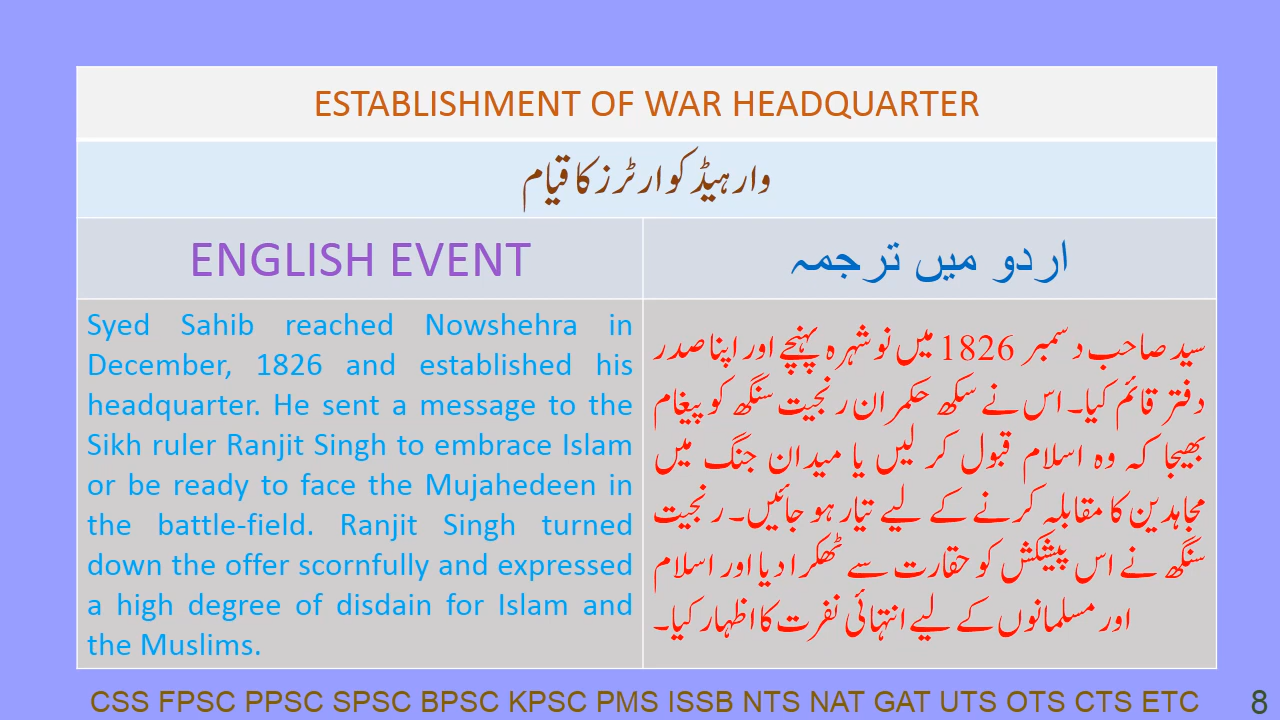 ESTABLISHMENT OF WAR HEADQUARTER
وار ہیڈ کوارٹرز کا قیام
ENGLISH EVENT
اردو میں ترجمہ
Syed Sahib reached Nowshehra in
December, 1826 and established his
headquarter. He sent a message to the
Sikh ruler Ranjit Singh to embrace Islam
or be ready to face the Mujahedeen in
the battle-field. Ranjit Singh turned
down the offer scornfully and expressed
a high degree of disdain for Islam and
the Muslims.
سید صاحب دسمبر 1826 میں نوشہرہ پہنچے اور اپنا صدر
دفتر قائم کیا۔ اس نے سکھ حکمران رنجیت سنگھ کو پیغام
بھیجا کہ وہ اسلام قبول کر لیں یا میدان جنگ میں
مجاہدین کا مقابلہ کرنے کے لیے تیار ہو جائیں۔ رنجیت
سنگھ نے اس پیشکش کو حقارت سے ٹھکرا دیا اور اسلام
اور مسلمانوں کے لیے انتہائی نفرت کا اظہار کیا۔
CSS FPSC PPSC SPSC BPSC KPSC PMS ISSB NTS NAT GAT UTS OTS CTS ETC
8